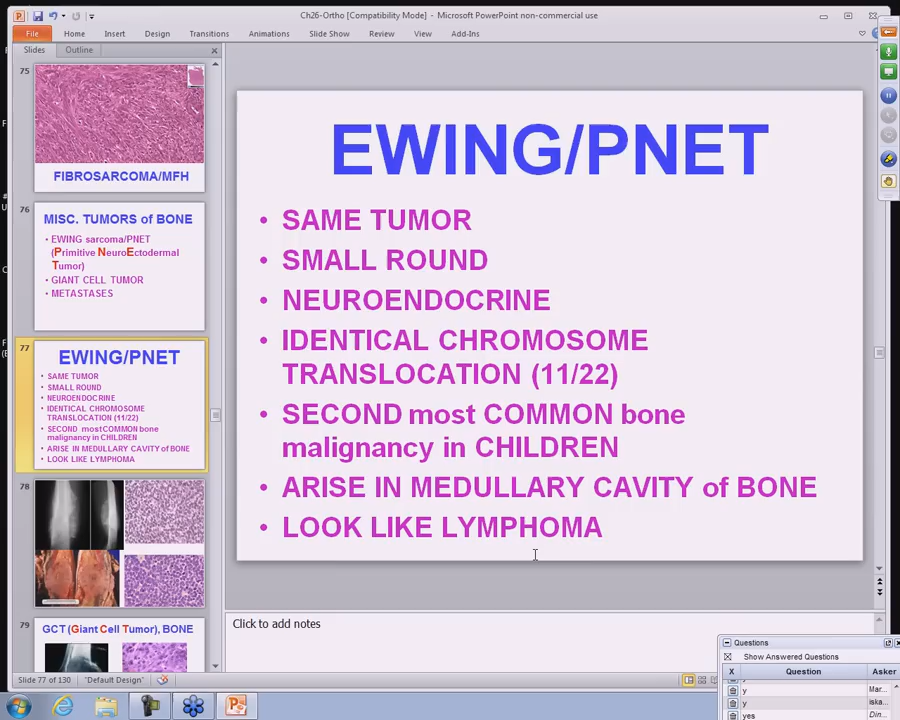 Ch26-Ortho [Compatibility Mode] - Microsoft PowerPoint non-commercial use
File Home Insert Design Transitions Animations Slide Show Review View Add-Ins
Slides Outline
75
FIBROSARCOMA/MFH
76
MISC. TUMORS of BONE
• EWING sarcoma/PNET
(Primitive NeuroEctodermal
Tumor)
• GIANT CELL TUMOR
• METASTASES
77
EWING/PNET
• SAME TUMOR
• SMALL ROUND
• NEUROENDOCRINE
• IDENTICAL CHROMOSOME
TRANSLOCATION (11/22)
• SECOND most COMMON bone
malignancy in CHILDREN
• ARISE IN MEDULLARY CAVITY of BONE
• LOOK LIKE LYMPHOMA
78
79
GCT (Giant Cell Tumor), BONE
EWING/PNET
• SAME TUMOR
• SMALL ROUND
• NEUROENDOCRINE
• IDENTICAL CHROMOSOME
TRANSLOCATION (11/22)
• SECOND most COMMON bone
malignancy in CHILDREN
• ARISE IN MEDULLARY CAVITY of BONE
• LOOK LIKE LYMPHOMA
Click to add notes
Questions
Show Answered Questions
X Question Asker
y Mar...
y iska...
yes Din...
Slide 77 of 130 "Default Design"